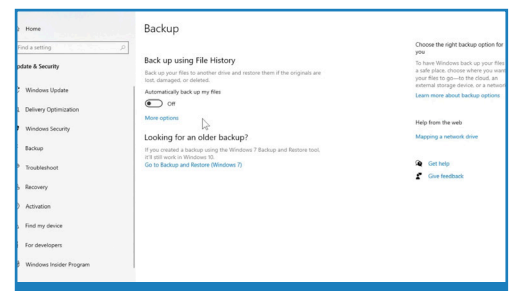 Home
Find a setting
pdate & Security
Windows Update
Delivery Optimization
Windows Security
Backup
Troubleshoot
Recovery
Activation
Find my device
For developers
Windows Insider Program
Backup
Back up using File History
Back up your files to another drive and restore them if the originals are
lost, damaged, or deleted.
Automatically back up my files
Off
More options
Looking for an older backup?
If you created a backup using the Windows 7 Backup and Restore tool,
it'll still work in Windows 10.
Go to Backup and Restore (Windows 7)
Choose the right backup option for
you
To have Windows back up your files
a safe place, choose where you want
your files to go—to the cloud, an
external storage device, or a network
Learn more about backup options
Help from the web
Mapping a network drive
Get help
Give feedback